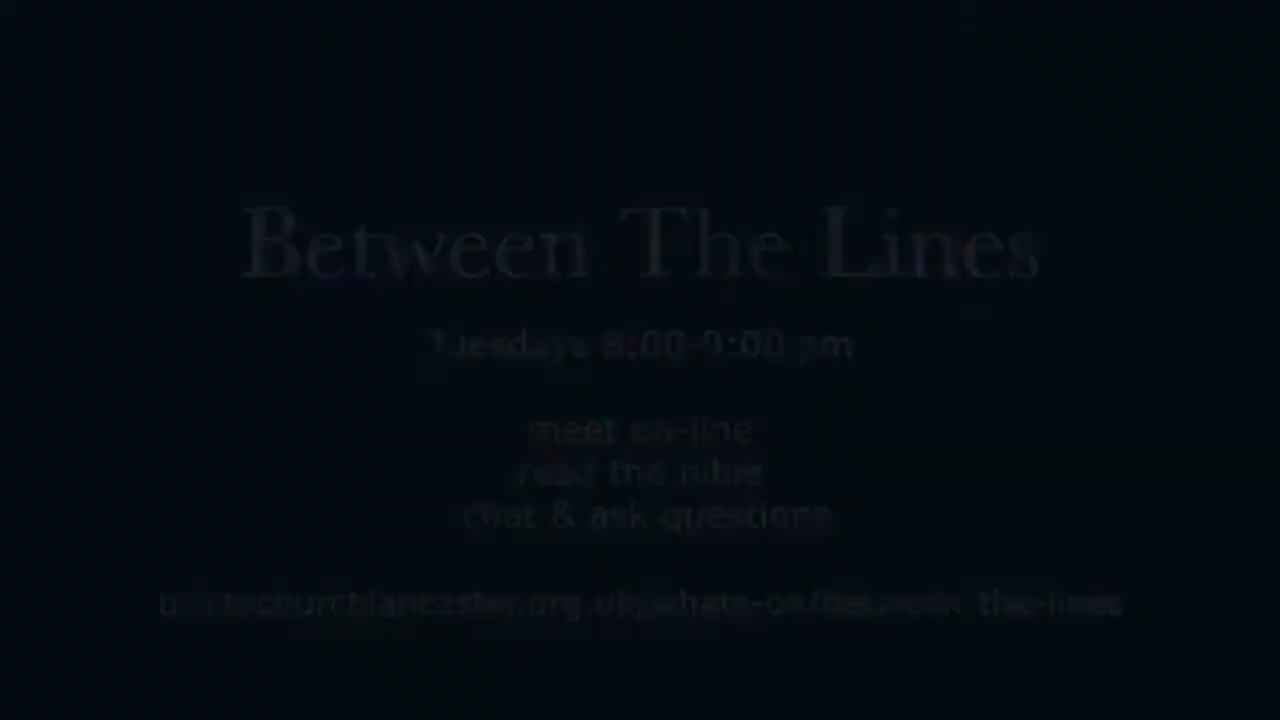 Between The Lines
Tuesdays 8:00-9:00 pm
meet on-line
read the bible
chat & ask questions